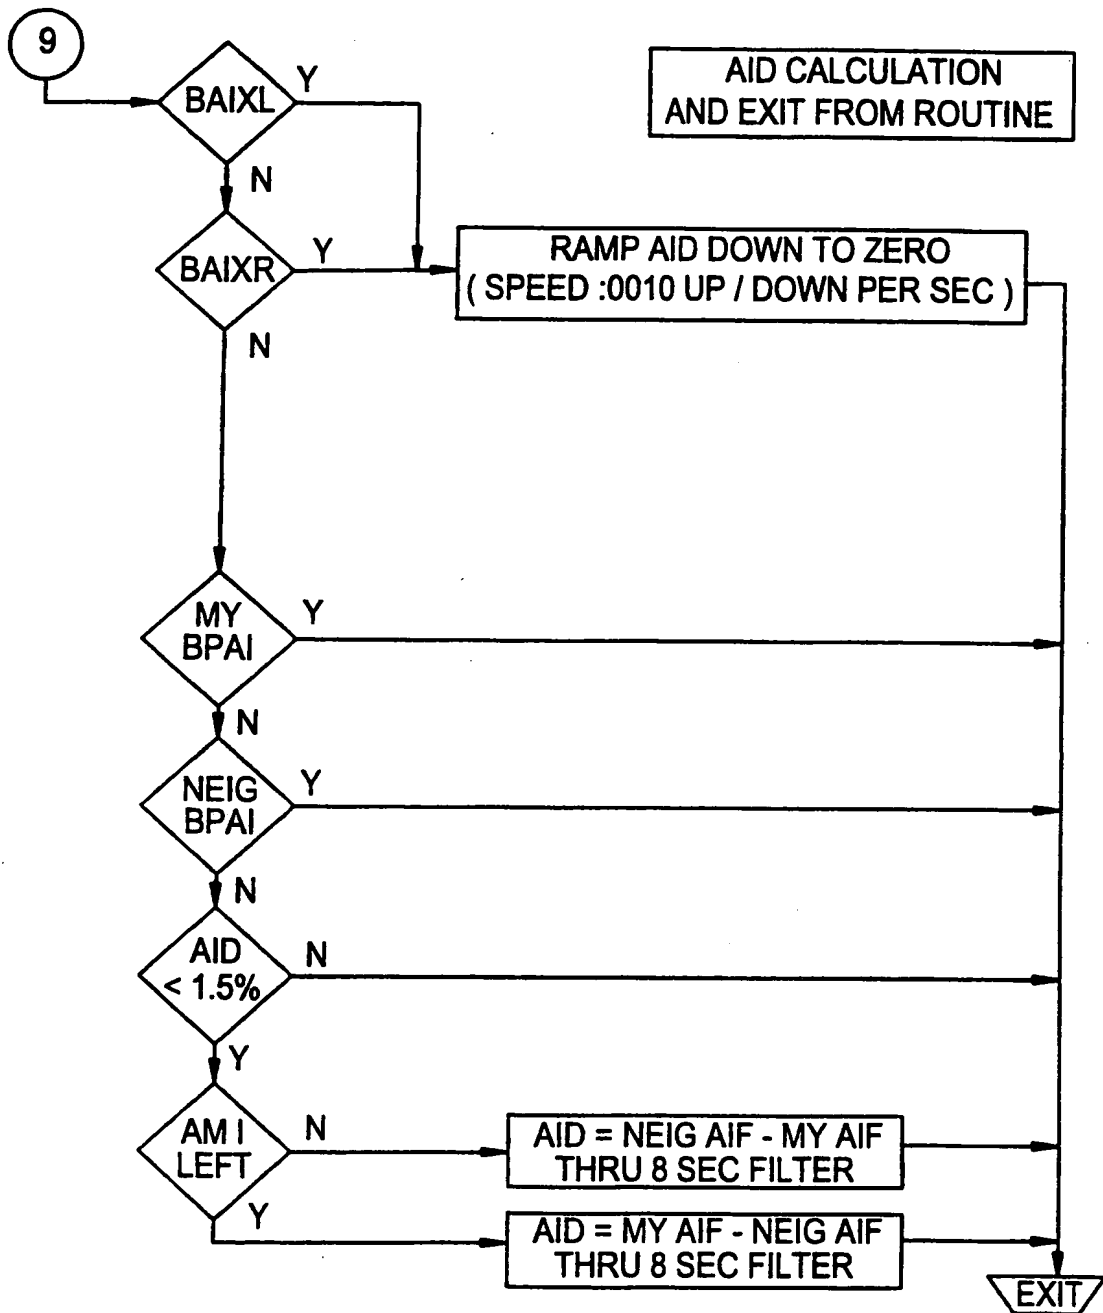 9
BAIXL
Y
AID CALCULATION
AND EXIT FROM ROUTINE
N
BAIXR
Y
RAMP AID DOWN TO ZERO
( SPEED :0010 UP / DOWN PER SEC )
N
MY
BPAI
Y
N
NEIG
BPAI
Y
N
AID
< 1.5%
N
Y
AM I
LEFT
N
AID = NEIG AIF - MY AIF
THRU 8 SEC FILTER
Y
AID = MY AIF - NEIG AIF
THRU 8 SEC FILTER
EXIT